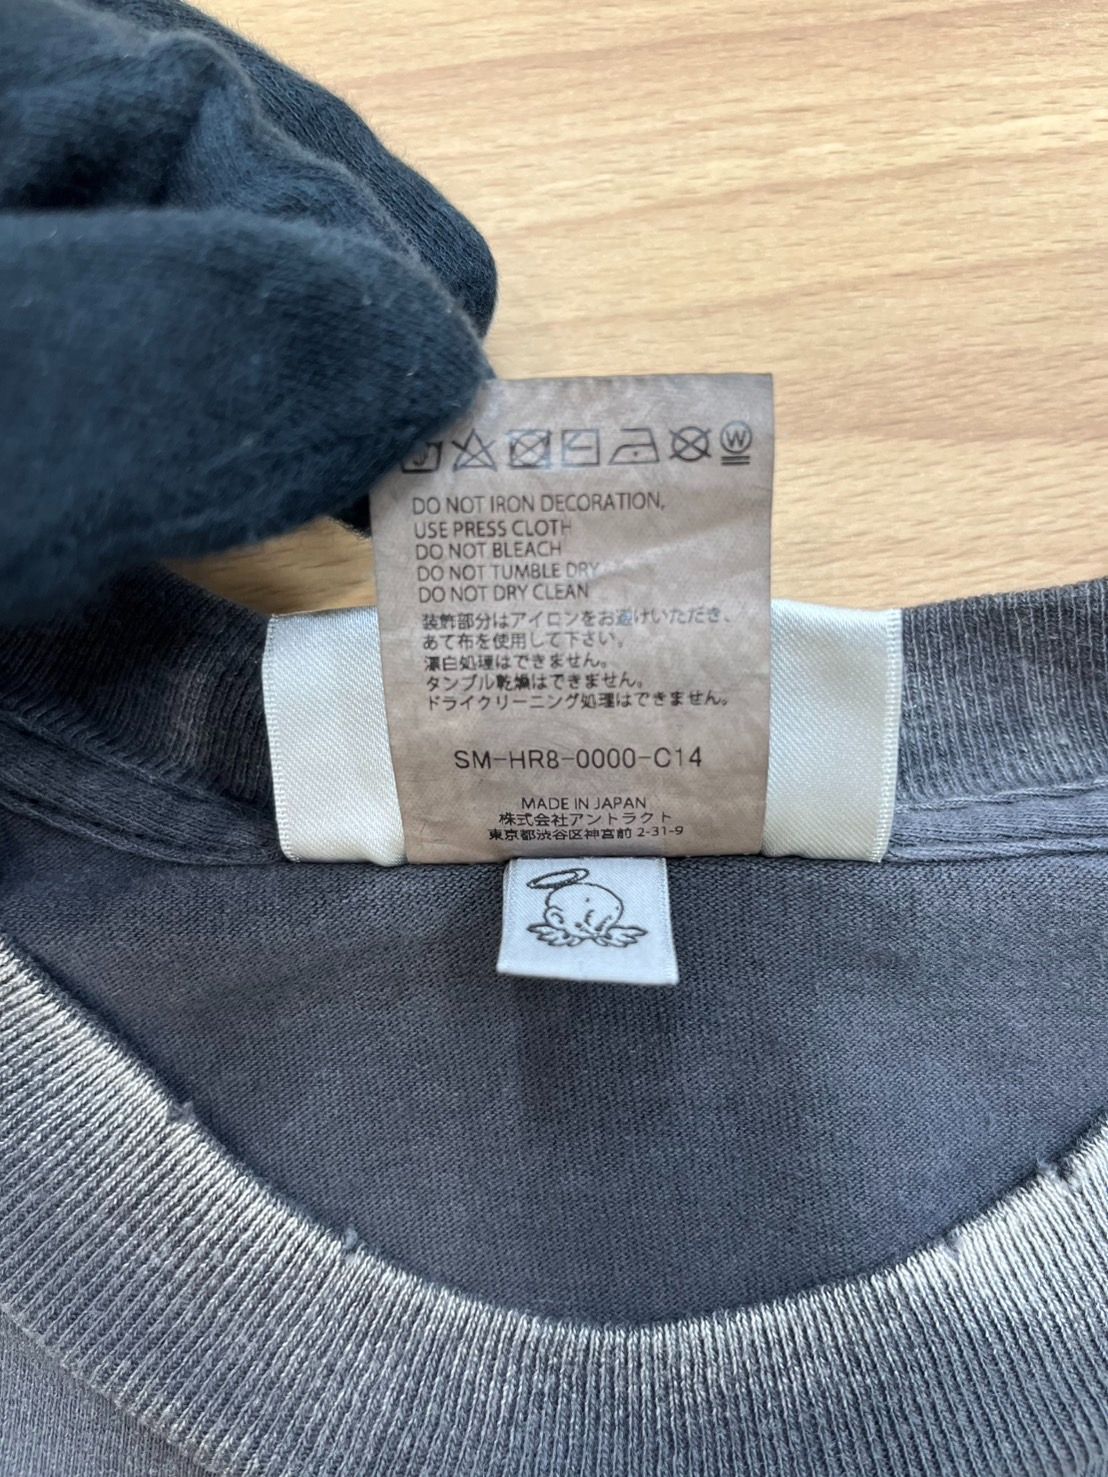 W
DO NOT IRON DECORATION,
USE PRESS CLOTH
DO NOT BLEACH
DO NOT TUMBLE DRY
DO NOT DRY CLEAN
装飾部分はアイロンをお避けいただき、
あて布を使用して下さい。
漂白処理はできません。
タンブル乾燥はできません。
ドライクリーニング処理はできません。
SM-HR8-0000-C14
MADE IN JAPAN
株式会社アントラクト
東京都渋谷区神宮前 2-31-9